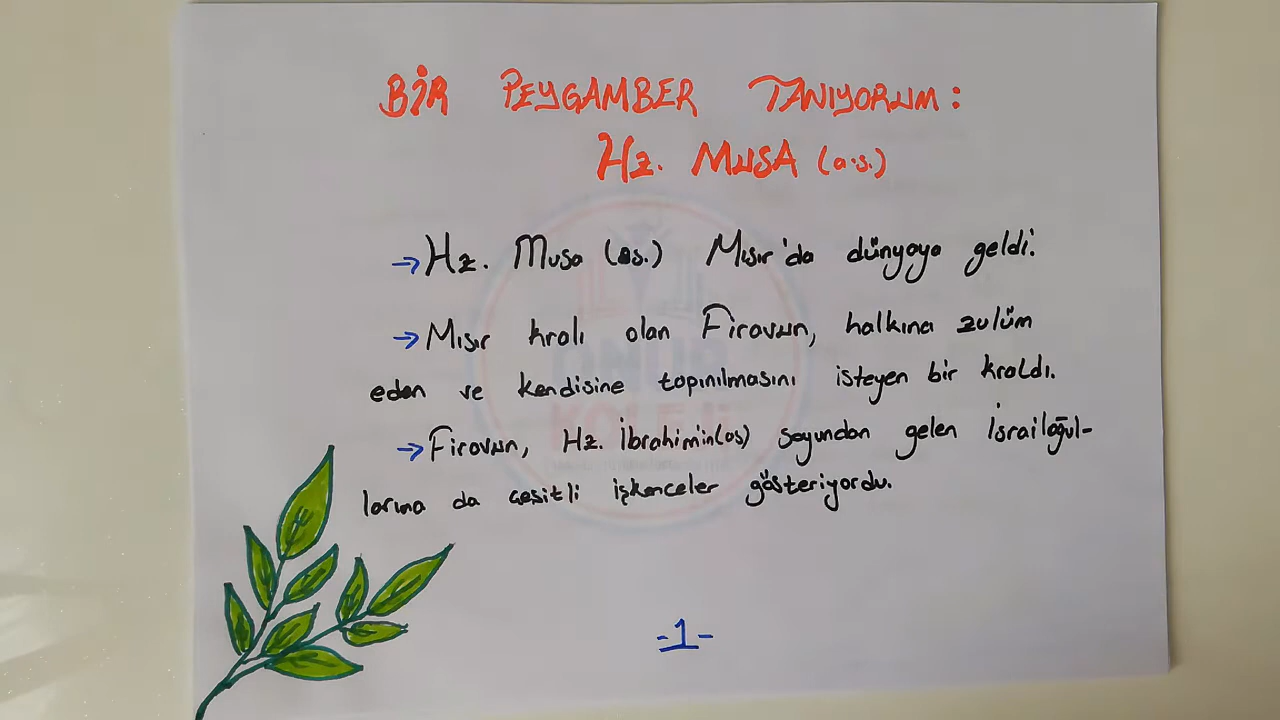 BİR PEYGAMBER TANIYORUM:
Hz. MUSA (a.s.)
→ Hz. Musa (as.) Mısır'da dünyaya geldi.
→ Mısır kralı olan Firavun, halkına zulüm
eden ve kendisine tapınılmasını isteyen bir kraldı.
→ Firavun, Hz. İbrahim'in(as) soyundan gelen İsrailoğul-
larına da çeşitli işkenceler gösteriyordu.
-1-